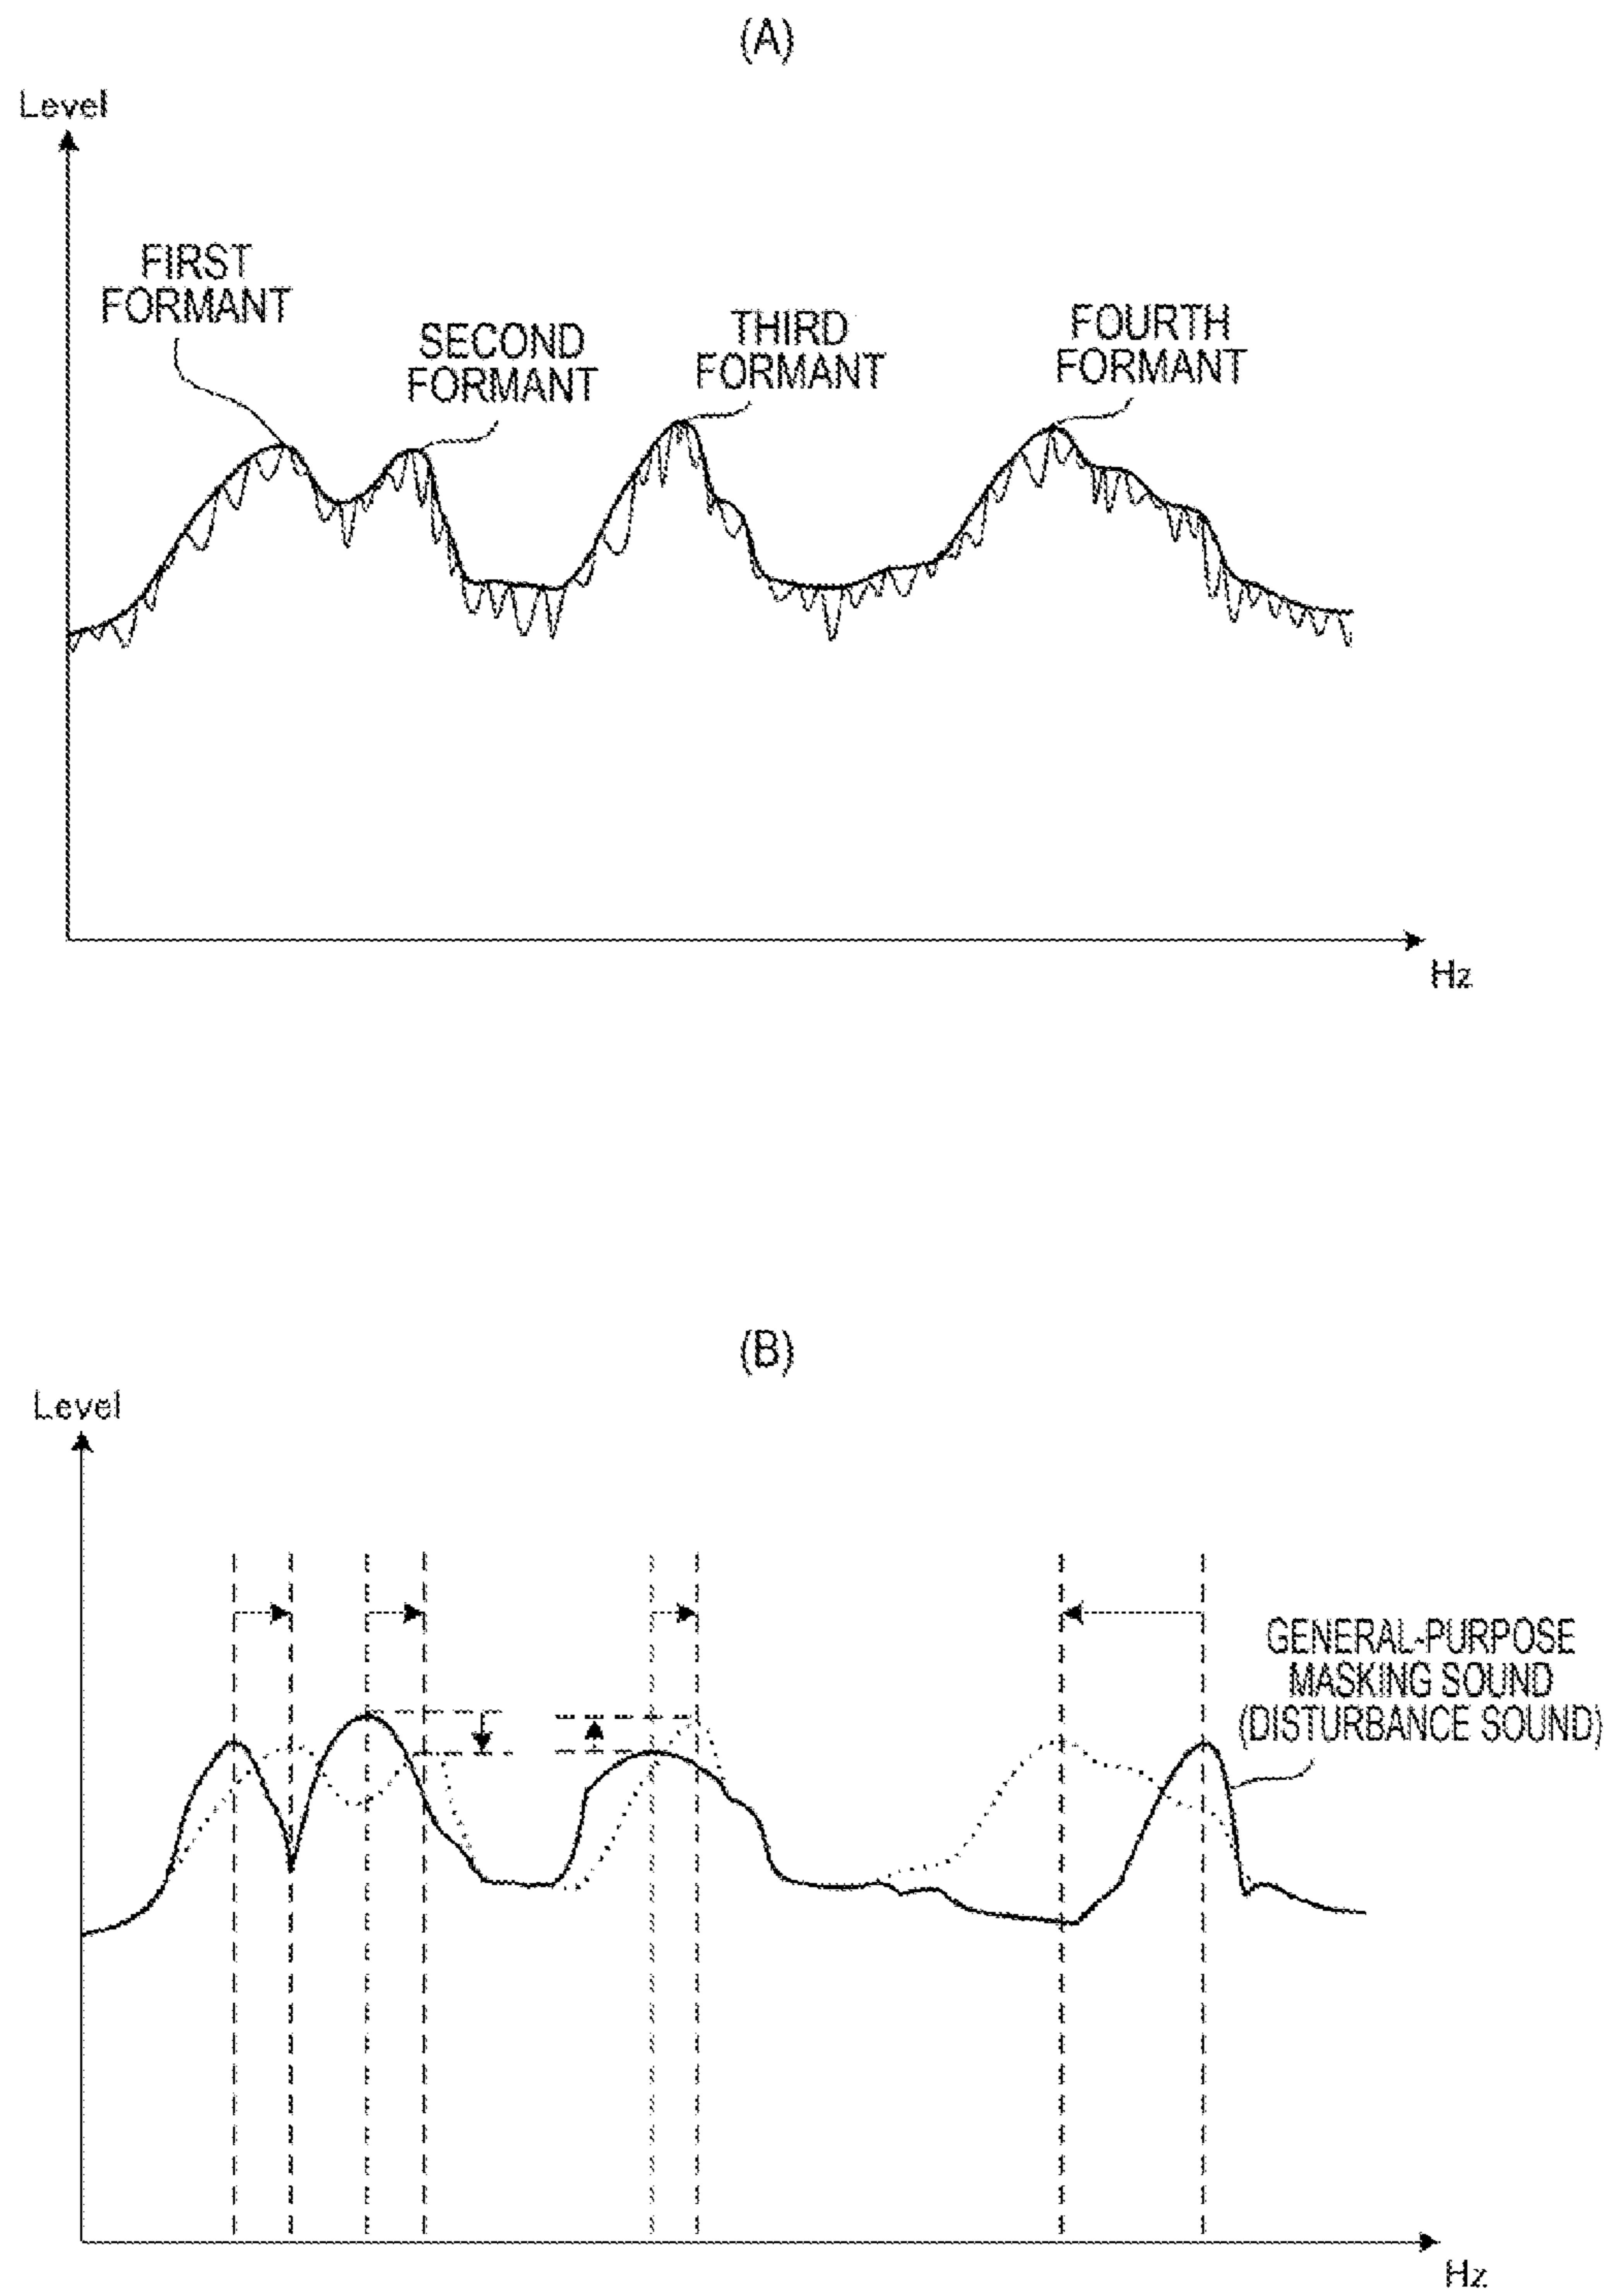 (A)
Level
FIRST
FORMANT
SECOND
FORMANT
THIRD
FORMANT
FOURTH
FORMANT
Hz
(B)
Level
GENERAL-PURPOSE
MASKING SOUND
(DISTURBANCE SOUND)
Hz